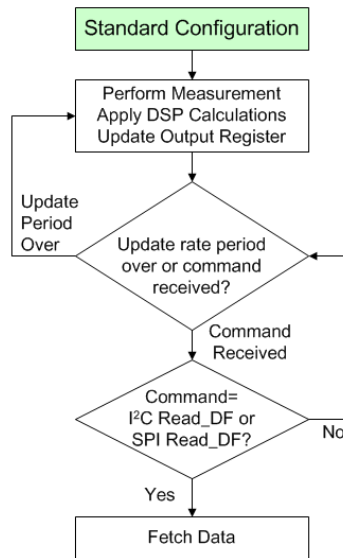 Standard Configuration
Perform Measurement
Apply DSP Calculations
Update Output Register
Update
Period
Over
Update rate period
over or command
received?
Command
Received
Command=
I²C Read_DF or
SPI Read_DF?
No
Yes
Fetch Data